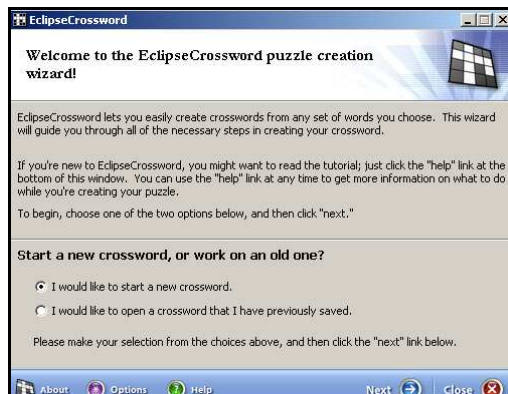 EclipseCrossword
Welcome to the EclipseCrossword puzzle creation
wizard!
EclipseCrossword lets you easily create crosswords from any set of words you choose. This wizard
will guide you through all of the necessary steps in creating your crossword.
If you're new to EclipseCrossword, you might want to read the tutorial; just click the "help" link at the
bottom of this window. You can use the "help" link at any time to get more information on what to do
while you're creating your puzzle.
To begin, choose one of the two options below, and then click "next."
Start a new crossword, or work on an old one?
I would like to start a new crossword.
I would like to open a crossword that I have previously saved.
Please make your selection from the choices above, and then click the "next" link below.
About Options Help Next Close